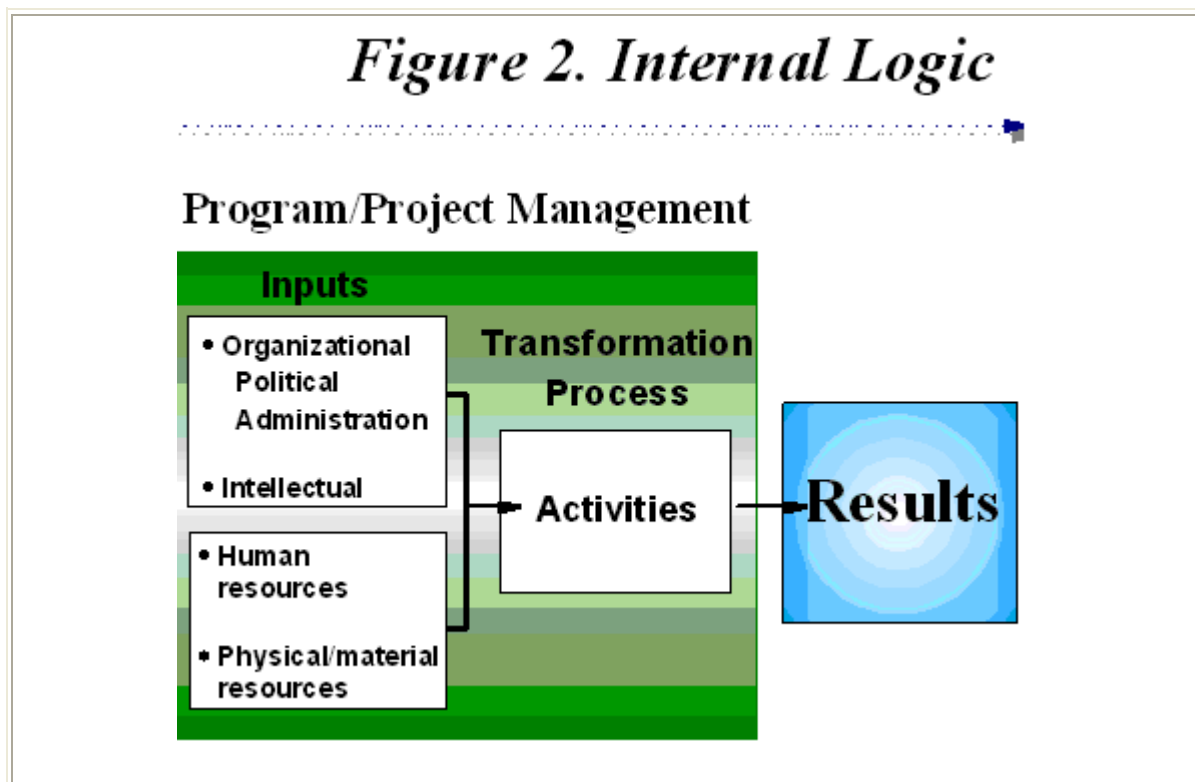 Figure 2. Internal Logic
Program/Project Management
Inputs
• Organizational
Political
Administration
• Intellectual
• Human
resources
• Physical/material
resources
Transformation
Process
Activities
Results